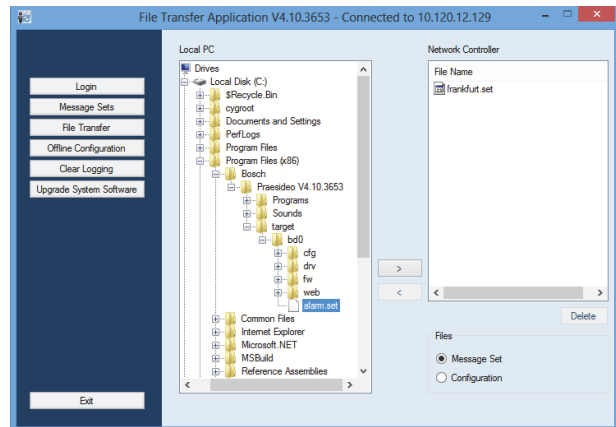 File Transfer Application V4.10.3653 - Connected to 10.120.12.129
Login
Message Sets
File Transfer
Offline Configuration
Clear Logging
Upgrade System Software
Exit
Local PC
Drives
Local Disk (C:)
$Recycle.Bin
cygroot
Documents and Settings
PerfLogs
Program Files
Program Files (x86)
Bosch
Praesideo V4.10.3653
Programs
Sounds
target
bd0
cfg
drv
fw
web
alarm.set
Common Files
Internet Explorer
Microsoft.NET
MSBuild
Reference Assemblies
>
<
Network Controller
File Name
frankfurt.set
Delete
Files
Message Set
Configuration